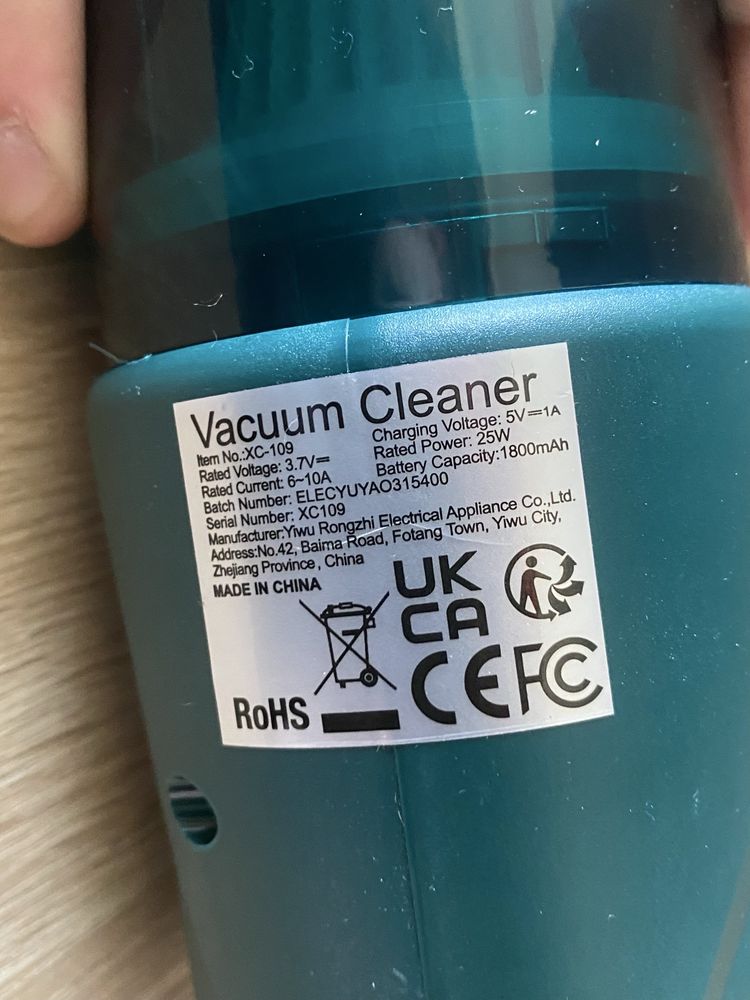 Vacuum Cleaner
Item No.:XC-109
Rated Voltage: 3.7V⎓ Charging Voltage: 5V⎓1A
Rated Current: 6~10A Rated Power: 25W
Batch Number: ELECYUYAO315400 Battery Capacity:1800mAh
Serial Number: XC109
Manufacturer:Yiwu Rongzhi Electrical Appliance Co.,Ltd.
Address:No.42, Baima Road, Fotang Town, Yiwu City,
Zhejiang Province, China
MADE IN CHINA
UK
CA
RoHS CE FC